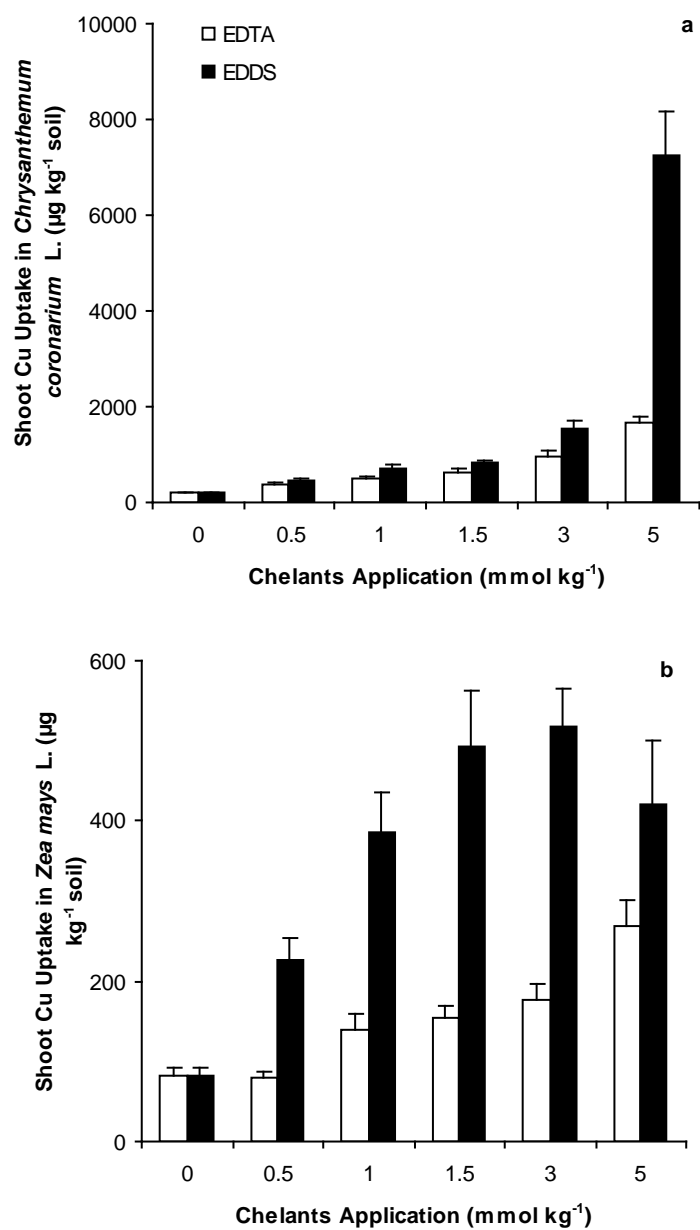 10000
8000
6000
4000
2000
0
Shoot Cu Uptake in Chrysanthemum
coronarium L. (µg kg⁻¹ soil)
EDTA
EDDS
a
0 0.5 1 1.5 3 5
Chelants Application (mmol kg⁻¹)
600
400
200
0
Shoot Cu Uptake in Zea mays L. (µg
kg⁻¹ soil)
b
0 0.5 1 1.5 3 5
Chelants Application (mmol kg⁻¹)